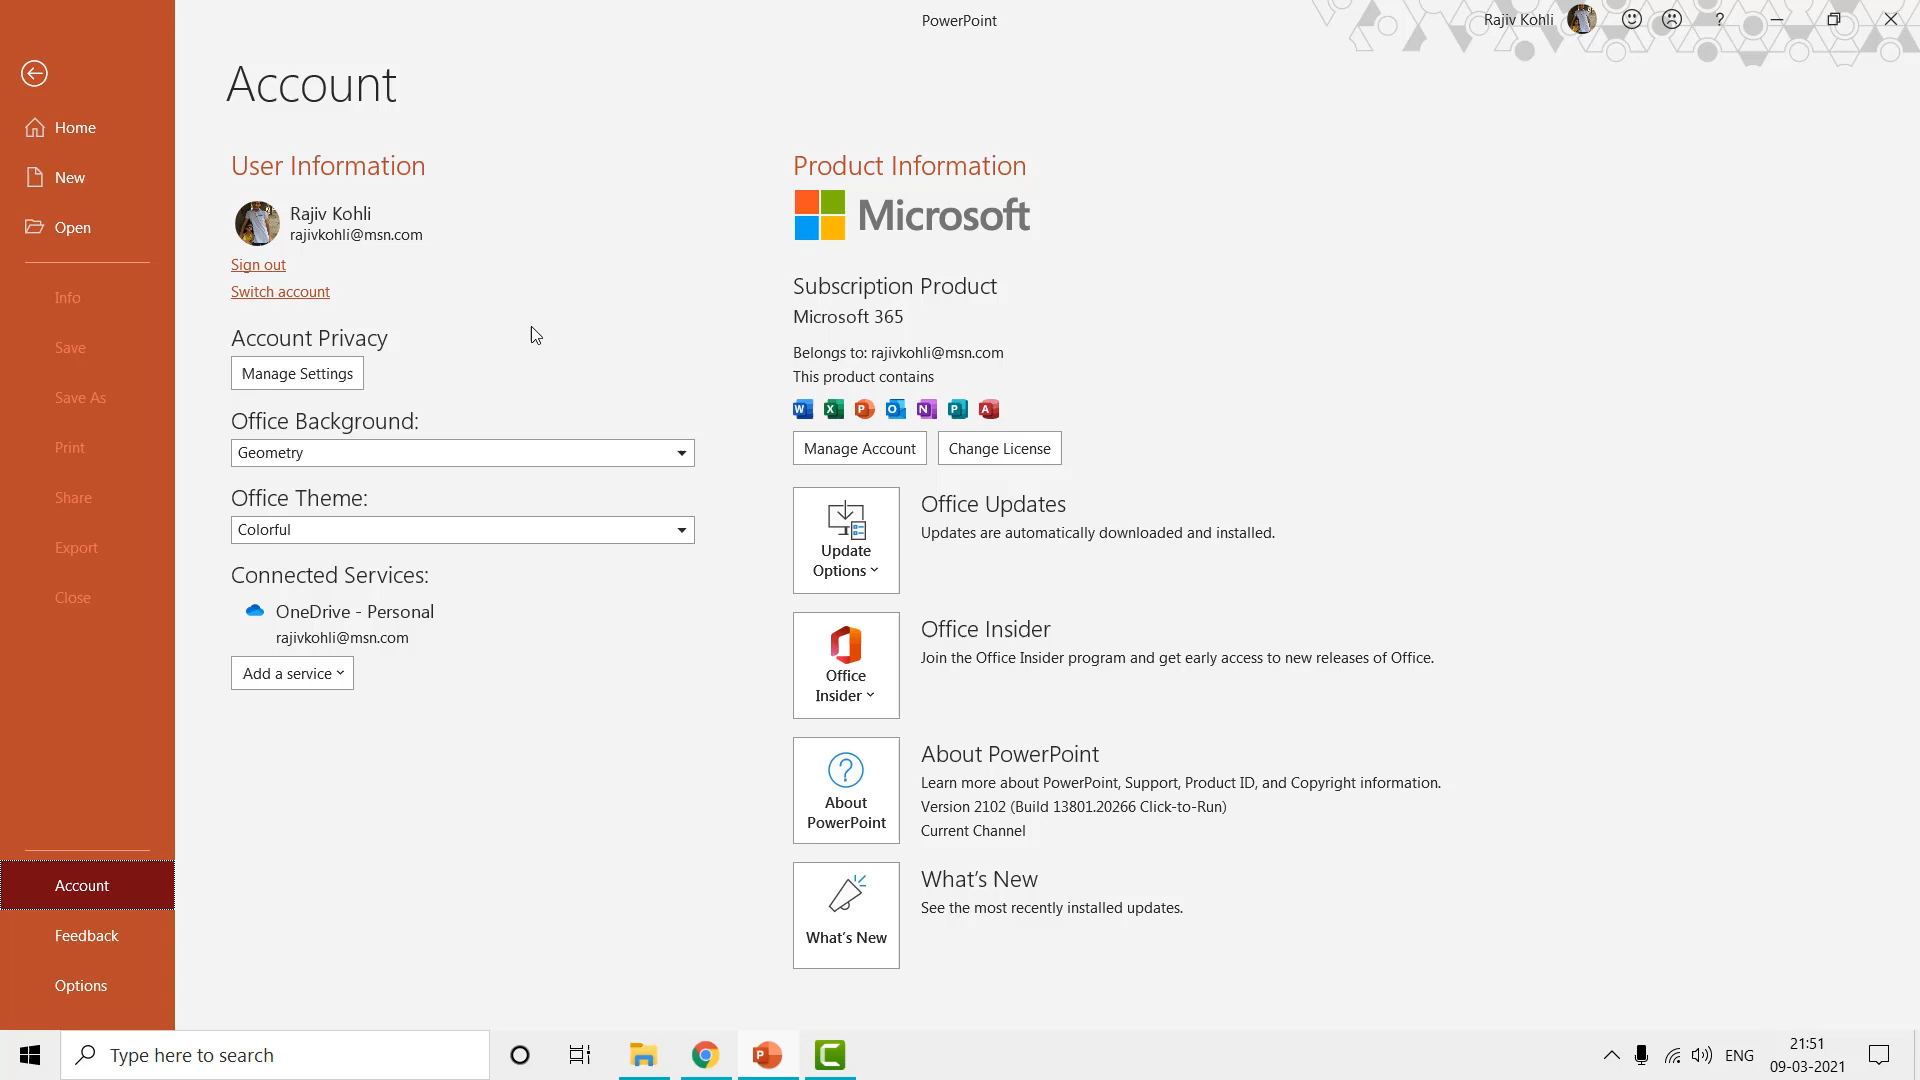 PowerPoint
Rajiv Kohli
?
Home
New
Open
Info
Save
Save As
Print
Share
Export
Close
Account
Feedback
Options
Account
User Information
Rajiv Kohli
rajivkohli@msn.com
Sign out
Switch account
Account Privacy
Manage Settings
Office Background:
Geometry
Office Theme:
Colorful
Connected Services:
OneDrive - Personal
rajivkohli@msn.com
Add a service
Product Information
Microsoft
Subscription Product
Microsoft 365
Belongs to: rajivkohli@msn.com
This product contains
W X P O N P A
Manage Account
Change License
Update
Options
Office Updates
Updates are automatically downloaded and installed.
Office
Insider
Office Insider
Join the Office Insider program and get early access to new releases of Office.
?
About
PowerPoint
About PowerPoint
Learn more about PowerPoint, Support, Product ID, and Copyright information.
Version 2102 (Build 13801.20266 Click-to-Run)
Current Channel
What's New
What's New
See the most recently installed updates.
Type here to search
P
C
ENG
21:51
09-03-2021